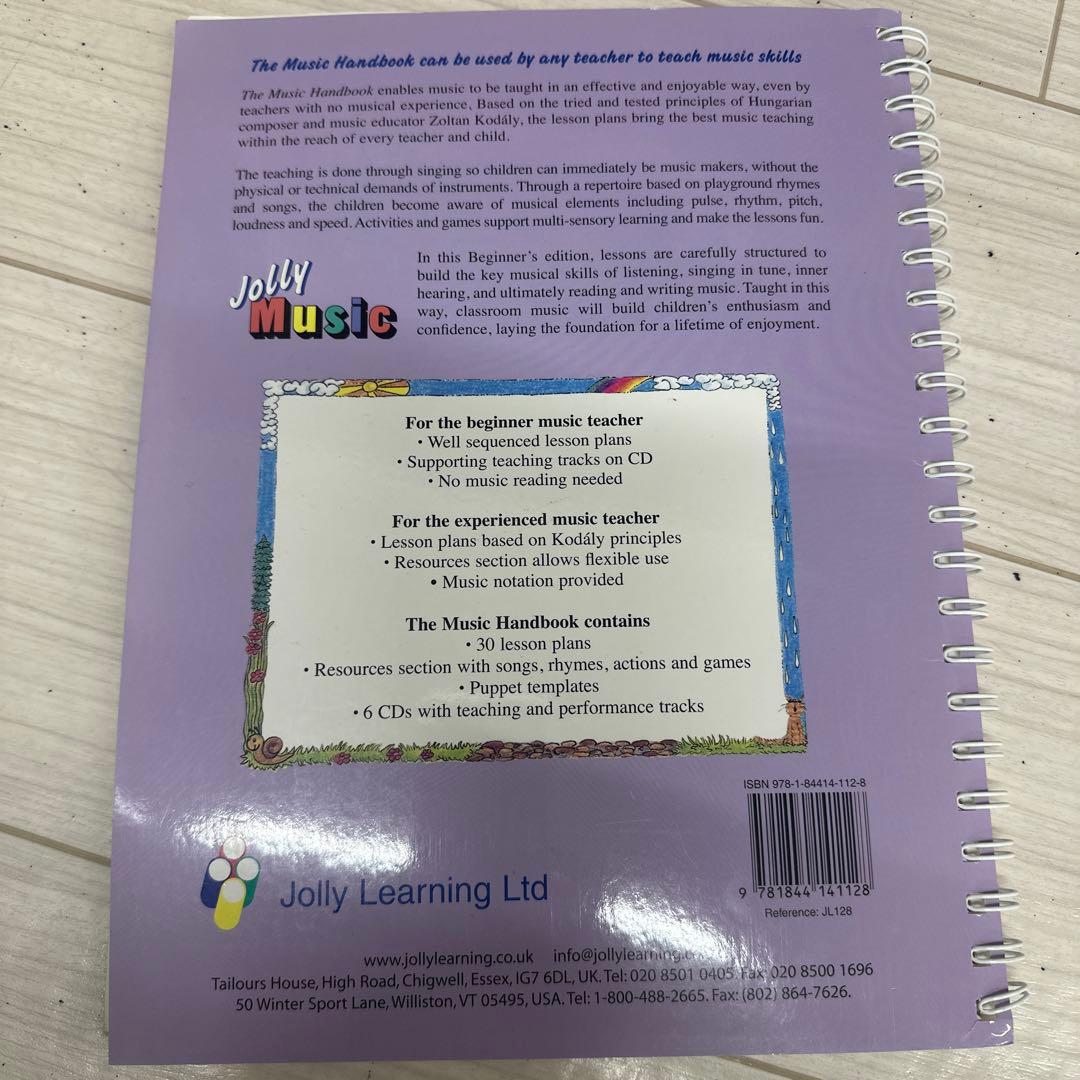 The Music Handbook can be used by any teacher to teach music skills
The Music Handbook enables music to be taught in an effective and enjoyable way, even by
teachers with no musical experience. Based on the tried and tested principles of Hungarian
composer and music educator Zoltan Kodály, the lesson plans bring the best music teaching
within the reach of every teacher and child.
The teaching is done through singing so children can immediately be music makers, without the
physical or technical demands of instruments. Through a repertoire based on playground rhymes
and songs, the children become aware of musical elements including pulse, rhythm, pitch,
loudness and speed. Activities and games support multi-sensory learning and make the lessons fun.
Jolly
Music
In this Beginner's edition, lessons are carefully structured to
build the key musical skills of listening, singing in tune, inner
hearing, and ultimately reading and writing music. Taught in this
way, classroom music will build children's enthusiasm and
confidence, laying the foundation for a lifetime of enjoyment.
For the beginner music teacher
• Well sequenced lesson plans
• Supporting teaching tracks on CD
• No music reading needed
For the experienced music teacher
• Lesson plans based on Kodály principles
• Resources section allows flexible use
• Music notation provided
The Music Handbook contains
• 30 lesson plans
• Resources section with songs, rhymes, actions and games
• Puppet templates
• 6 CDs with teaching and performance tracks
ISBN 978-1-84414-112-8
9 781844 141128
Reference: JL128
Jolly Learning Ltd
www.jollylearning.co.uk
Tailours House, High Road, Chigwell, Essex, IG7 6DL, UK. Tel: 020 8501 0405. Fax: 020 8500 1696
50 Winter Sport Lane, Williston, VT 05495, USA. Tel: 1-800-488-2665. Fax: (802) 864-7626.